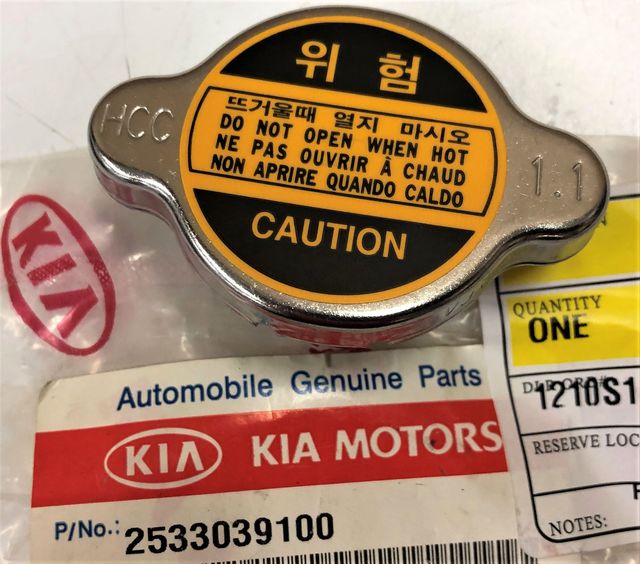 위 험
HCC
뜨거울때 열지 마시오
DO NOT OPEN WHEN HOT
NE PAS OUVRIR À CHAUD
NON APRIRE QUANDO CALDO
1.1
CAUTION
KIA
QUANTITY
ONE
Automobile Genuine Parts
1210S1
KIA KIA MOTORS
RESERVE LOC
P/No.: 2533039100
NOTES: